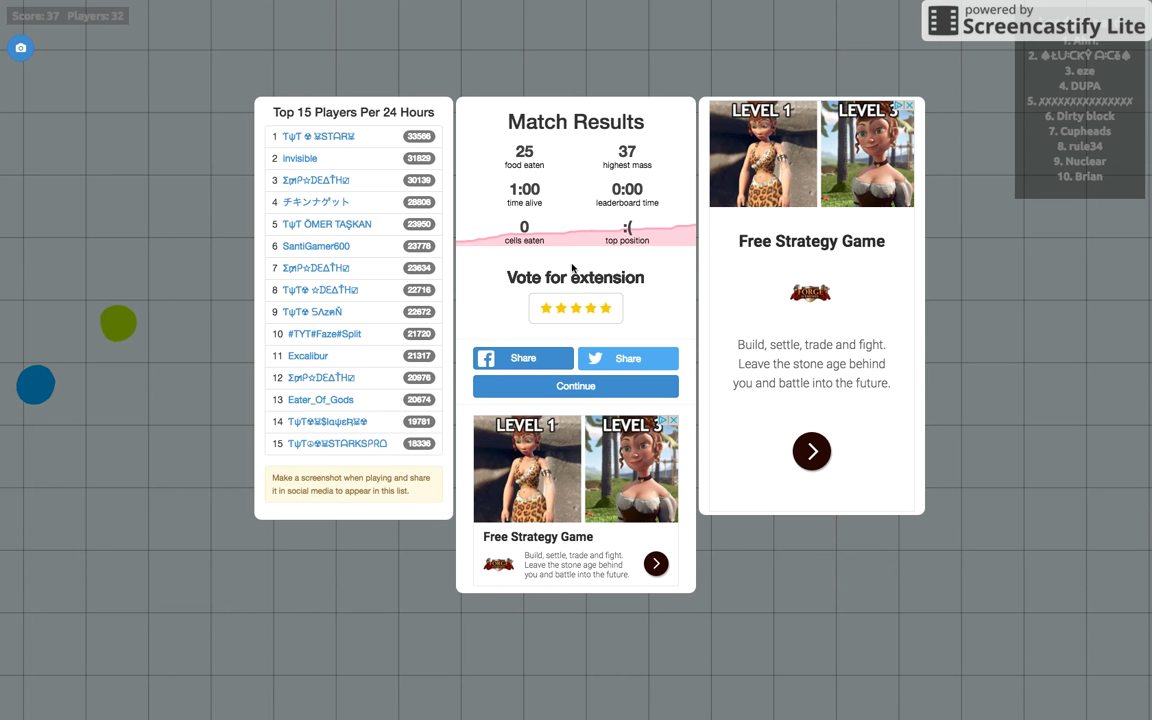 Score: 37 Players: 32
powered by
Screencastify Lite
3. eze
4. DUPA
5. XXXXXXXXXXXXXXX
6. Dirty block
7. Cupheads
8. rule34
9. Nuclear
10. Brian
Top 15 Players Per 24 Hours
1 33566
2 invisible 31829
3 30139
4 チキンナゲット 28808
5 TψT ÖMER TAŞKAN 23950
6 SantiGamer600 23778
7 23634
8 22716
9 22672
10 #TYT#Faze#Split 21720
11 Excalibur 21317
12 20976
13 Eater_Of_Gods 20674
14 19781
15 18336
Make a screenshot when playing and share
it in social media to appear in this list.
Match Results
25 37
food eaten highest mass
1:00 0:00
time alive leaderboard time
0 :(
cells eaten top position
Vote for extension
Share Share
Continue
LEVEL 1 LEVEL 3
Free Strategy Game
Build, settle, trade and fight.
Leave the stone age behind
you and battle into the future.
LEVEL 1 LEVEL 3
Free Strategy Game
FORGE
Build, settle, trade and fight.
Leave the stone age behind
you and battle into the future.